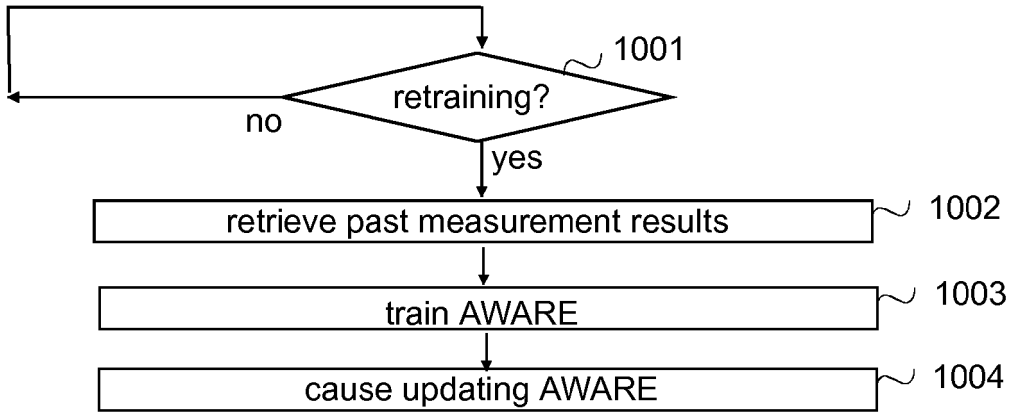 1001
retraining?
no
yes
retrieve past measurement results
1002
train AWARE
1003
cause updating AWARE
1004